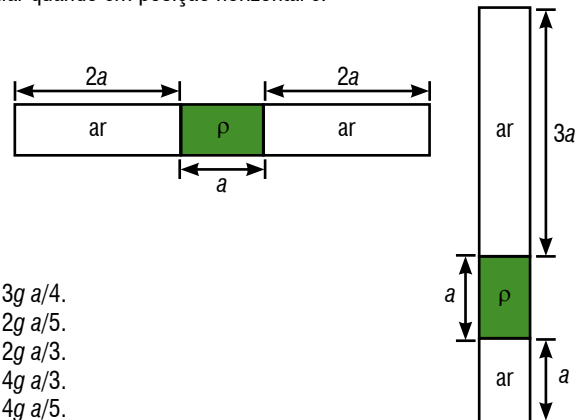 quando em posição horizontal
2a 2a
ar ρ ar
a
ar 3a
a ρ
ar a
3g a/4.
2g a/5.
2g a/3.
4g a/3.
4g a/5.